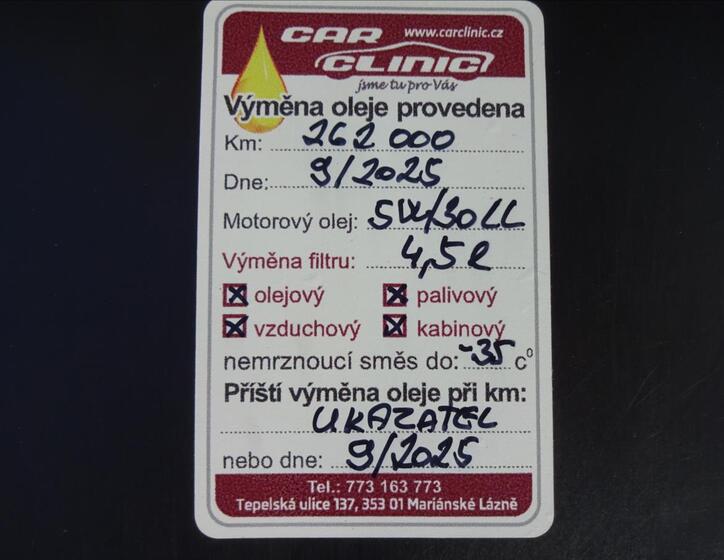 CAR www.carclinic.cz
CLINIC
jsme tu pro Vás
Výměna oleje provedena
Km: 262 000
Dne: 9/2025
Motorový olej: 5W/30LL
Výměna filtru: 4,5l
olejový palivový
vzduchový kabinový
nemrznoucí směs do: -35 c⁰
Příští výměna oleje při km:
UKAZATEL
nebo dne: 9/2025
Tel.: 773 163 773
Tepelská ulice 137, 353 01 Mariánské Lázně